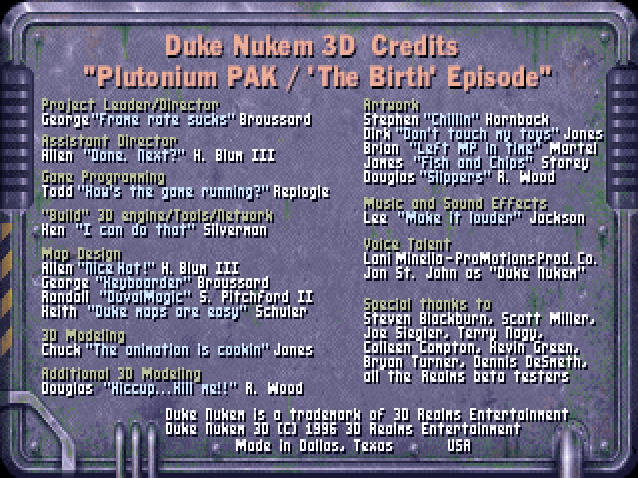 Duke Nukem 3D Credits
"Plutonium PAK / 'The Birth' Episode"
Project Leader/Director
George "Frame rate sucks" Broussard
Assistant Director
Allen "Done. Next?" H. Blum III
Game Programming
Todd "How's the game running?" Replogle
"Build" 3D engine/Tools/Network
Ken "I can do that" Silverman
Map Design
Allen "Nice Hat!" H. Blum III
George "Keyboarder" Broussard
Randall "DuvalMagic" S. Pitchford II
Keith "Duke maps are easy" Schuler
3D Modeling
Chuck "The animation is cookin" Jones
Additional 3D Modeling
Douglas "Hiccup...Kill me!!" R. Wood
Artwork
Stephen "Chillin" Hornback
Dirk "Don't touch my toys" Jones
Brian "Left MP in time" Martel
James "Fish and Chips" Storey
Douglas "Slippers" R. Wood
Music and Sound Effects
Lee "Make it louder" Jackson
Voice Talent
Lani Minella-ProMotionsProd. Co.
Jon St. John as "Duke Nukem"
Special thanks to
Steven Blackburn, Scott Miller,
Joe Siegler, Terry Nagy,
Colleen Compton, Kevin Green,
Bryan Turner, Dennis DeSmeth,
all the Realms beta testers
Duke Nukem is a trademark of 3D Realms Entertainment
Duke Nukem 3D (C) 1996 3D Realms Entertainment
Made in Dallas, Texas USA